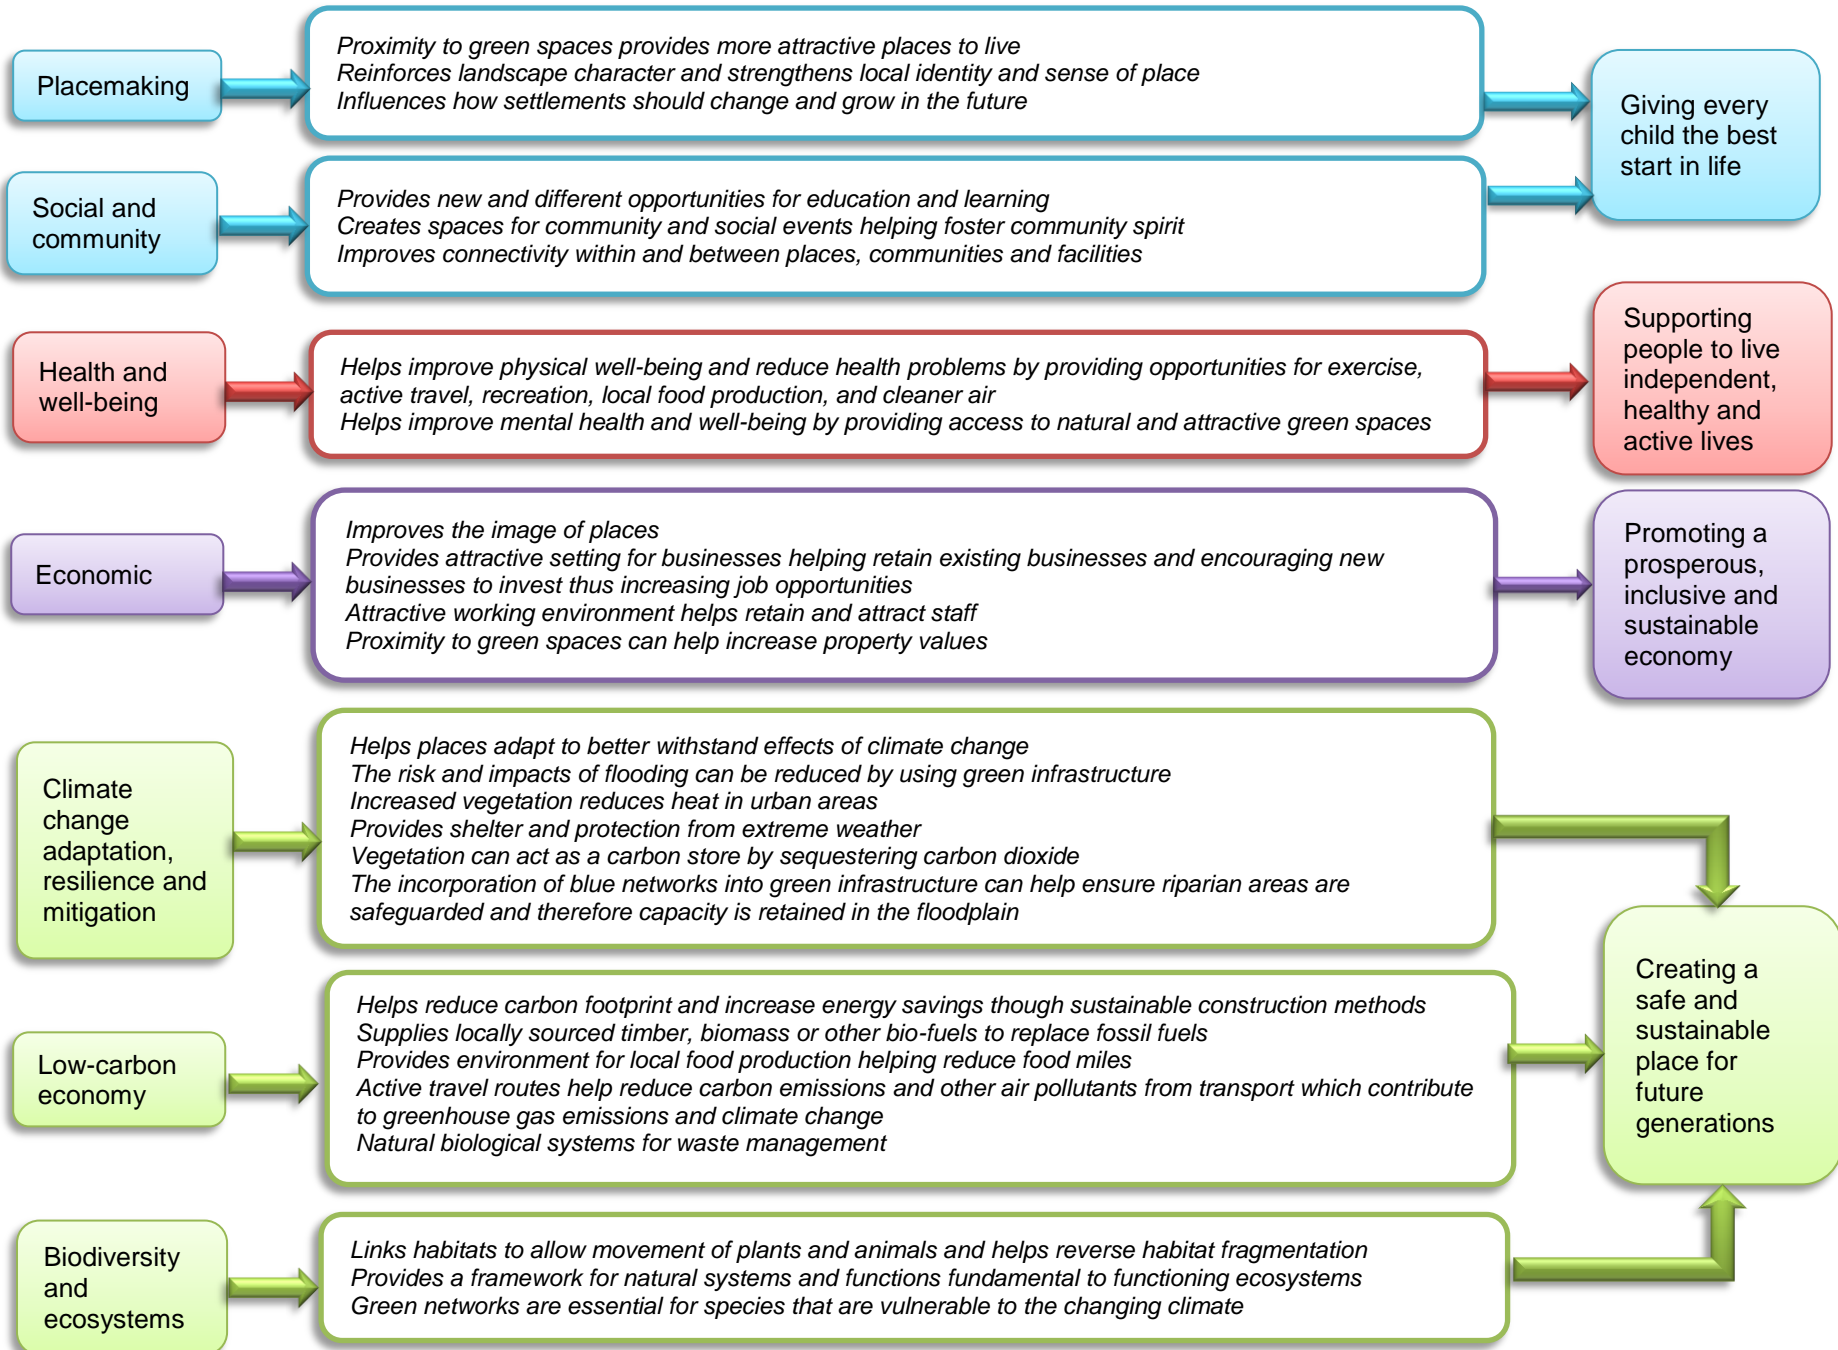 Placemaking
Proximity to green spaces provides more attractive places to live
Reinforces landscape character and strengthens local identity and sense of place
Influences how settlements should change and grow in the future
Giving every
child the best
start in life
Social and
community
Provides new and different opportunities for education and learning
Creates spaces for community and social events helping foster community spirit
Improves connectivity within and between places, communities and facilities
Health and
well-being
Helps improve physical well-being and reduce health problems by providing opportunities for exercise,
active travel, recreation, local food production, and cleaner air
Helps improve mental health and well-being by providing access to natural and attractive green spaces
Supporting
people to live
independent,
healthy and
active lives
Economic
Improves the image of places
Provides attractive setting for businesses helping retain existing businesses and encouraging new
businesses to invest thus increasing job opportunities
Attractive working environment helps retain and attract staff
Proximity to green spaces can help increase property values
Promoting a
prosperous,
inclusive and
sustainable
economy
Climate
change
adaptation,
resilience and
mitigation
Helps places adapt to better withstand effects of climate change
The risk and impacts of flooding can be reduced by using green infrastructure
Increased vegetation reduces heat in urban areas
Provides shelter and protection from extreme weather
Vegetation can act as a carbon store by sequestering carbon dioxide
The incorporation of blue networks into green infrastructure can help ensure riparian areas are
safeguarded and therefore capacity is retained in the floodplain
Low-carbon
economy
Helps reduce carbon footprint and increase energy savings though sustainable construction methods
Supplies locally sourced timber, biomass or other bio-fuels to replace fossil fuels
Provides environment for local food production helping reduce food miles
Active travel routes help reduce carbon emissions and other air pollutants from transport which contribute
to greenhouse gas emissions and climate change
Natural biological systems for waste management
Creating a
safe and
sustainable
place for
future
generations
Biodiversity
and
ecosystems
Links habitats to allow movement of plants and animals and helps reverse habitat fragmentation
Provides a framework for natural systems and functions fundamental to functioning ecosystems
Green networks are essential for species that are vulnerable to the changing climate